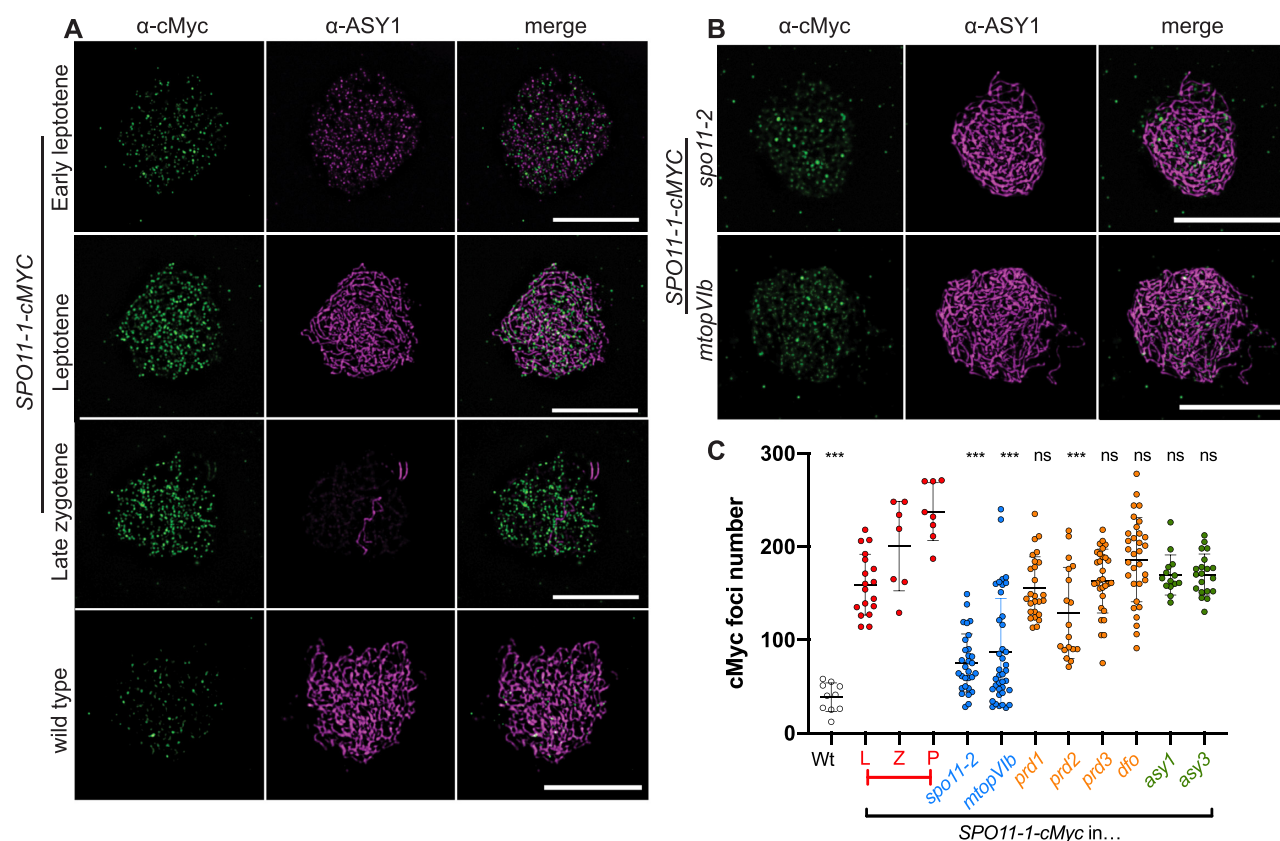 A
α-cMyc
α-ASY1
merge
SPO11-1-cMYC
Early leptotene
Leptotene
Late zygotene
wild type
B
α-cMyc
α-ASY1
merge
SPO11-1-cMYC
spo11-2
mtopVIb
C
cMyc foci number
300
200
100
0
*** *** *** ns *** ns ns ns ns
Wt L Z P spo11-2 mtopVIb prd1 prd2 prd3 dfo asy1 asy3
SPO11-1-cMyc in...